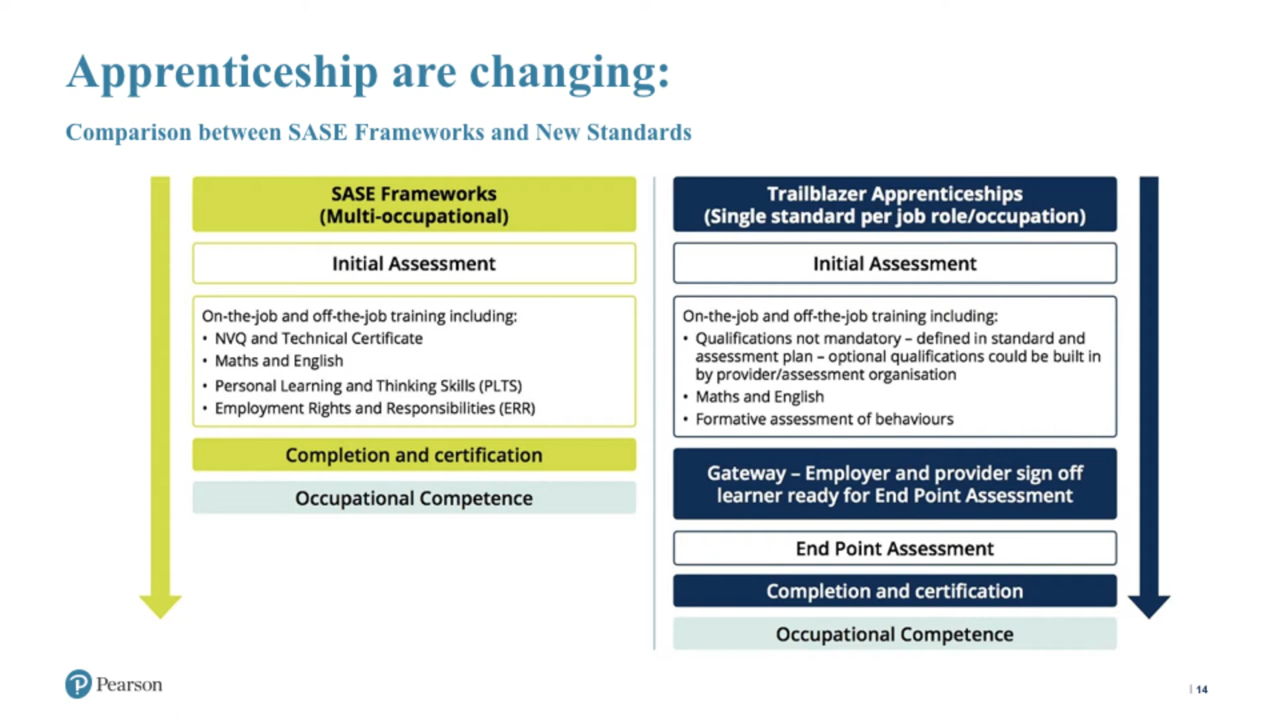 Apprenticeship are changing:
Comparison between SASE Frameworks and New Standards
SASE Frameworks
(Multi-occupational)
Initial Assessment
On-the-job and off-the-job training including:
• NVQ and Technical Certificate
• Maths and English
• Personal Learning and Thinking Skills (PLTS)
• Employment Rights and Responsibilities (ERR)
Completion and certification
Occupational Competence
Trailblazer Apprenticeships
(Single standard per job role/occupation)
Initial Assessment
On-the-job and off-the-job training including:
• Qualifications not mandatory – defined in standard and
assessment plan – optional qualifications could be built in
by provider/assessment organisation
• Maths and English
• Formative assessment of behaviours
Gateway – Employer and provider sign off
learner ready for End Point Assessment
End Point Assessment
Completion and certification
Occupational Competence
Pearson
| 14